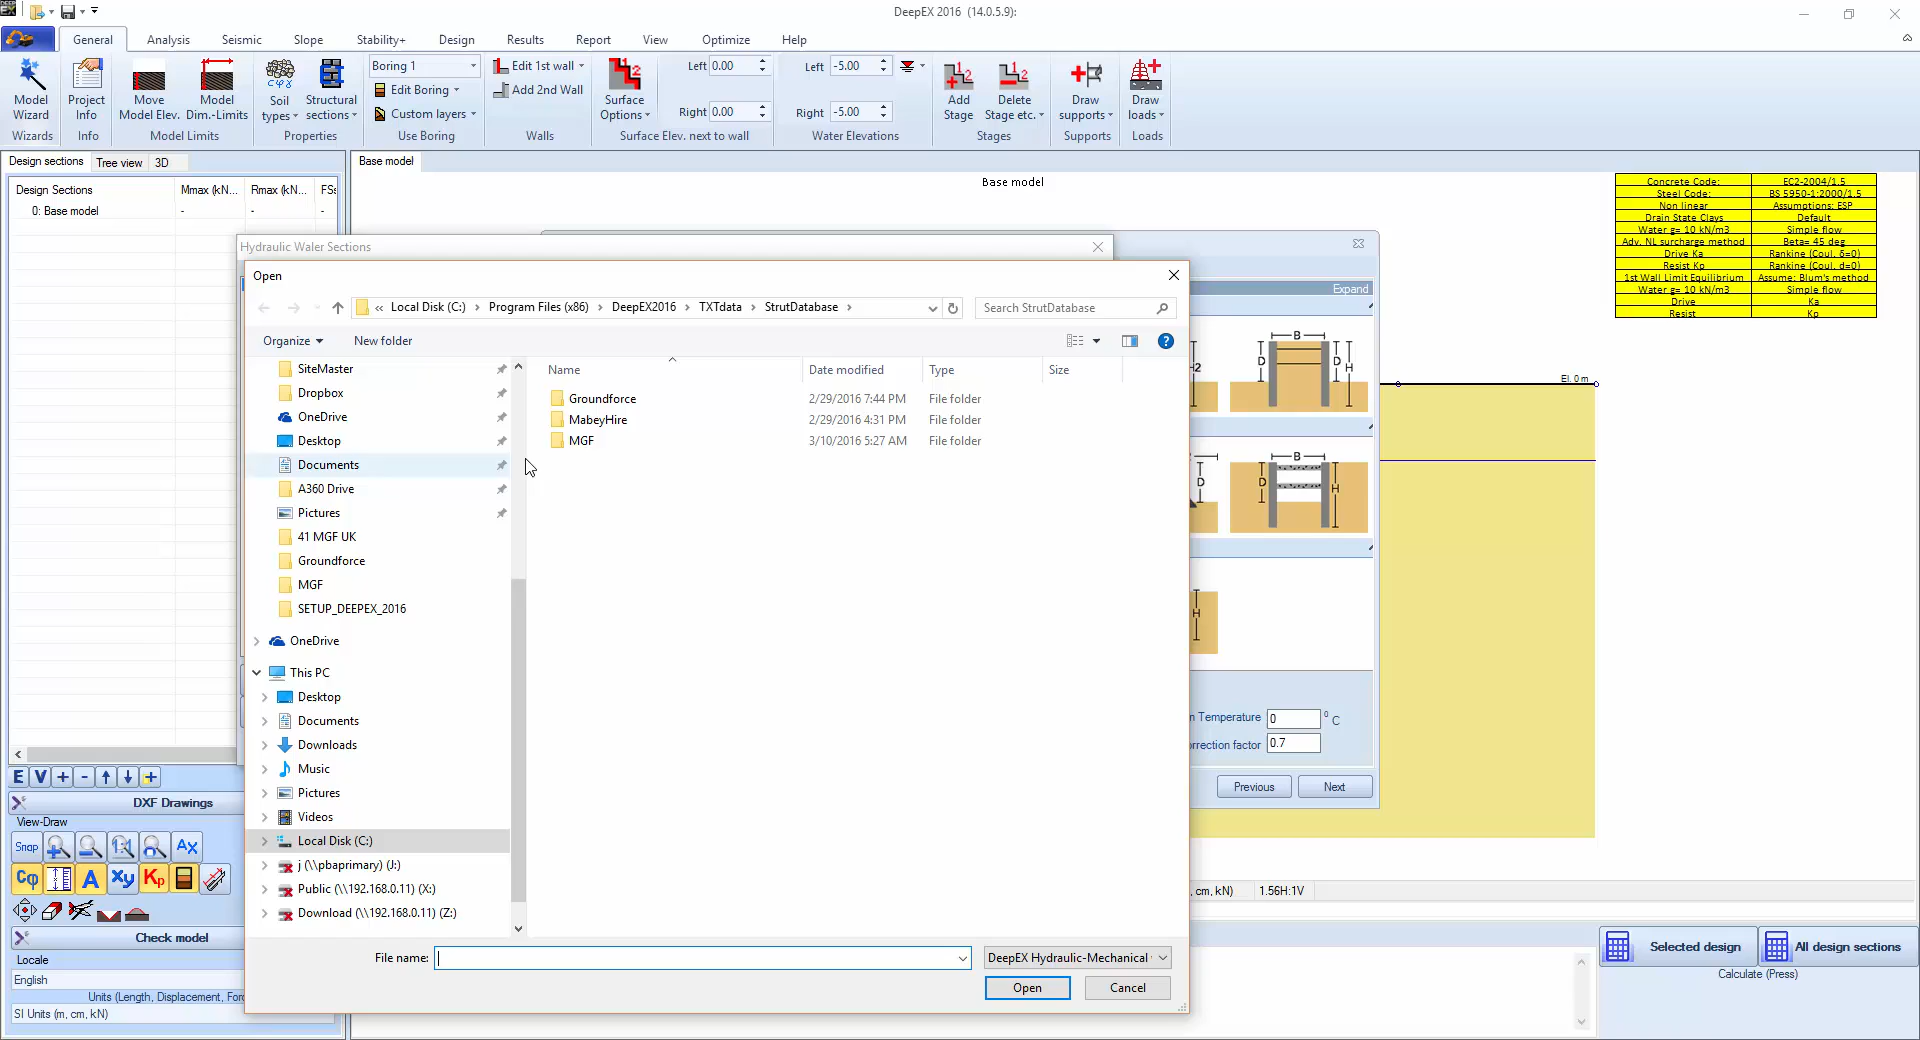 DeepEX 2016 (14.0.5.9):
General
Analysis
Seismic
Slope
Stability+
Design
Results
Report
View
Optimize
Help
Model Wizard
Wizards
Project Info
Info
Move Model Elev.
Model Dim.-Limits
Model Limits
Soil types
Structural sections
Properties
Boring 1
Edit Boring
Custom layers
Use Boring
Edit 1st wall
Add 2nd Wall
Walls
Surface Options
Left 0.00
Right 0.00
Surface Elev. next to wall
Left -5.00
Right -5.00
Water Elevations
Add Stage
Delete Stage etc.
Stages
Draw supports
Supports
Draw loads
Loads
Design sections
Tree view
3D
Design Sections
Mmax (kN...
Rmax (kN...
FS
0: Base model
-
-
-
Base model
Base model
Concrete Code: EC2-2004/1.5
Steel Code: BS 5950-1:2000/1.5
Non linear Assumptions: ESP
Drain State Clays Default
Water g= 10 kN/m3 Simple flow
Adv. NL surcharge method Beta= 45 deg
Drive Ka Rankine (Coul, δ=0)
Resist Kp Rankine (Coul, d=0)
1st Wall Limit Equilibrium Assume: Blum's method
Water g= 10 kN/m3 Simple flow
Drive Ka
Resist Kp
El. 0 m
Hydraulic Waler Sections
Open
« Local Disk (C:) > Program Files (x86) > DeepEX2016 > TXTdata > StrutDatabase >
Search StrutDatabase
Organize
New folder
Name
Date modified
Type
Size
Groundforce 2/29/2016 7:44 PM File folder
MabeyHire 2/29/2016 4:31 PM File folder
MGF 3/10/2016 5:27 AM File folder
SiteMaster
Dropbox
OneDrive
Desktop
Documents
A360 Drive
Pictures
41 MGF UK
Groundforce
MGF
SETUP_DEEPEX_2016
OneDrive
This PC
Desktop
Documents
Downloads
Music
Pictures
Videos
Local Disk (C:)
j (\\pbaprimary) (J:)
Public (\\192.168.0.11) (X:)
Download (\\192.168.0.11) (Z:)
File name:
DeepEX Hydraulic-Mechanical
Open
Cancel
Expand
B
D
D
H
H2
B
D
D
H
H
n Temperature 0 ⁰ C
rrection factor 0.7
Previous
Next
, cm, kN)
1.56H:1V
E
V
DXF Drawings
View-Draw
Snap
1:1
Ax
Cφ
A
Xy
Kp
Check model
Locale
English
Units (Length, Displacement, For
SI Units (m, cm, kN)
Selected design
All design sections
Calculate (Press)